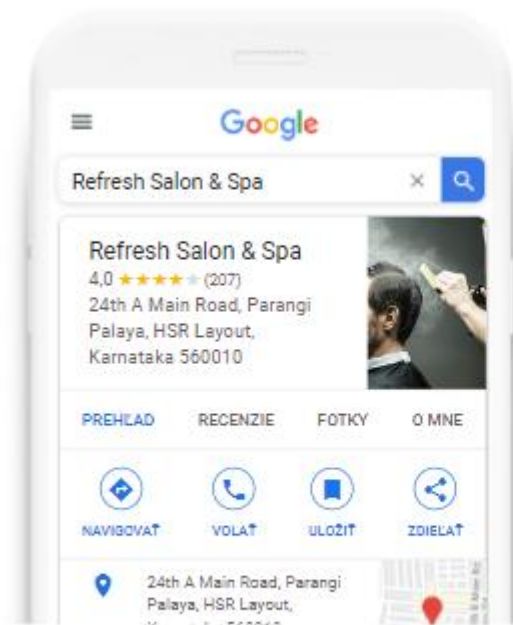 Google
Refresh Salon & Spa
Refresh Salon & Spa
4,0 (207)
24th A Main Road, Parangi
Palaya, HSR Layout,
Karnataka 560010
PREHĽAD RECENZIE FOTKY O MNE
NAVIGOVAŤ VOLAŤ ULOŽIŤ ZDIEĽAŤ
24th A Main Road, Parangi
Palaya, HSR Layout,